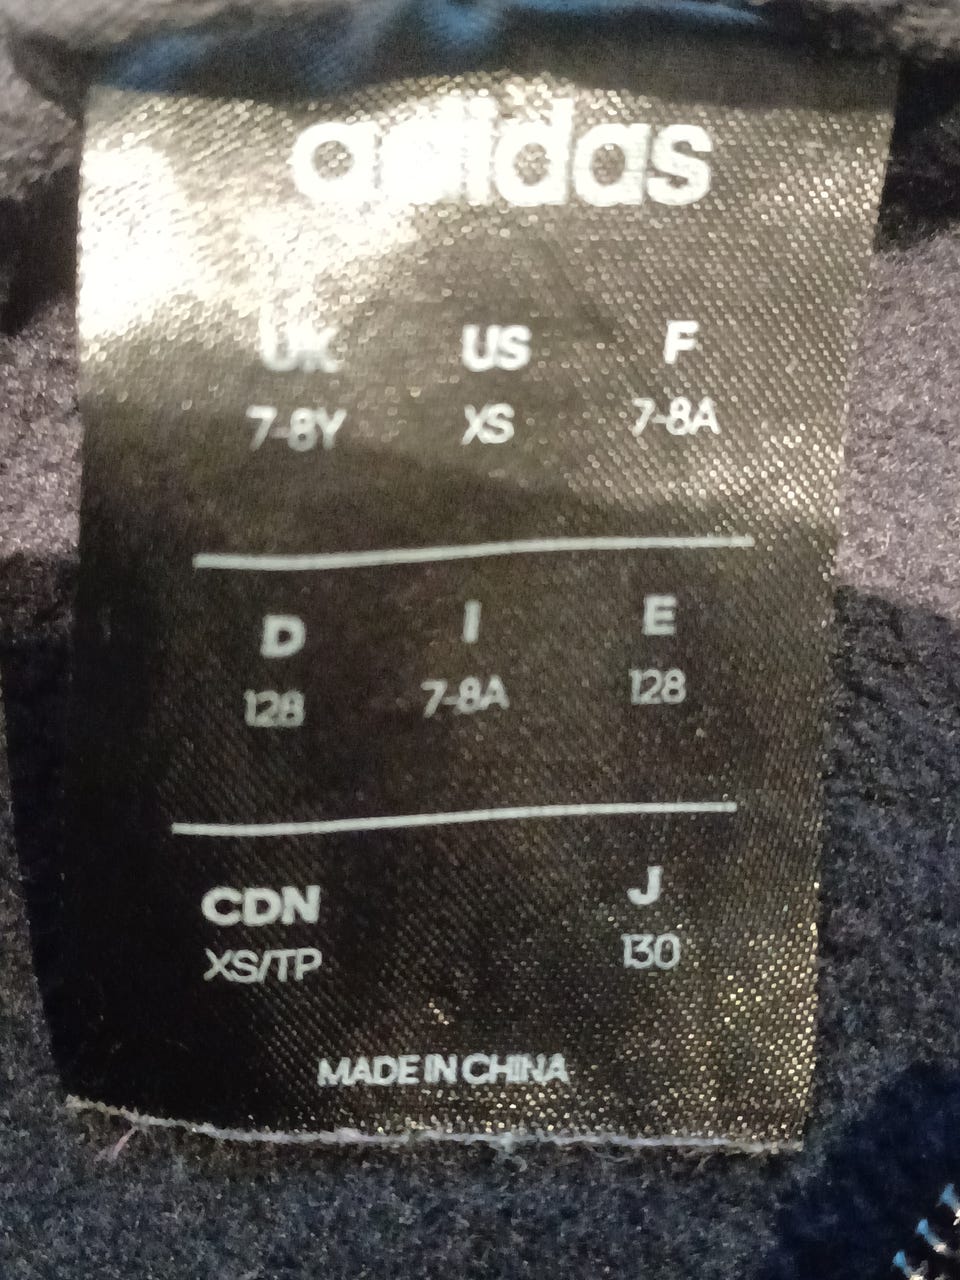 adidas
UK US F
7-8Y XS 7-8A
D I E
128 7-8A 128
CDN J
XS/TP 130
MADE IN CHINA